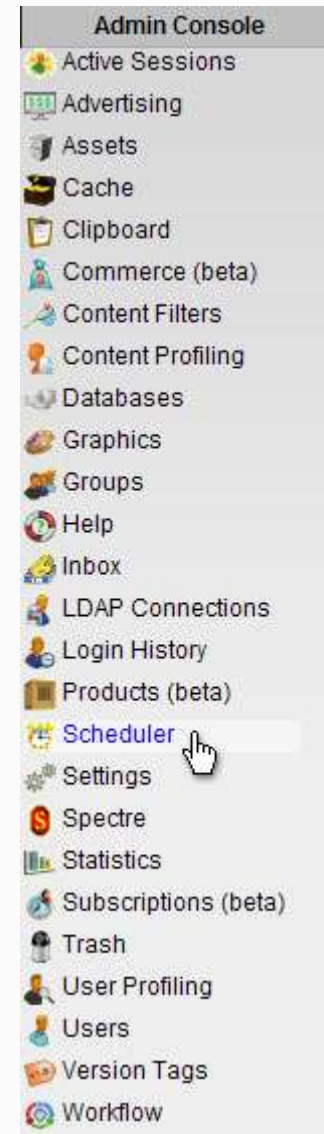 Admin Console
Active Sessions
Advertising
Assets
Cache
Clipboard
Commerce (beta)
Content Filters
Content Profiling
Databases
Graphics
Groups
Help
Inbox
LDAP Connections
Login History
Products (beta)
Scheduler
Settings
Spectre
Statistics
Subscriptions (beta)
Trash
User Profiling
Users
Version Tags
Workflow